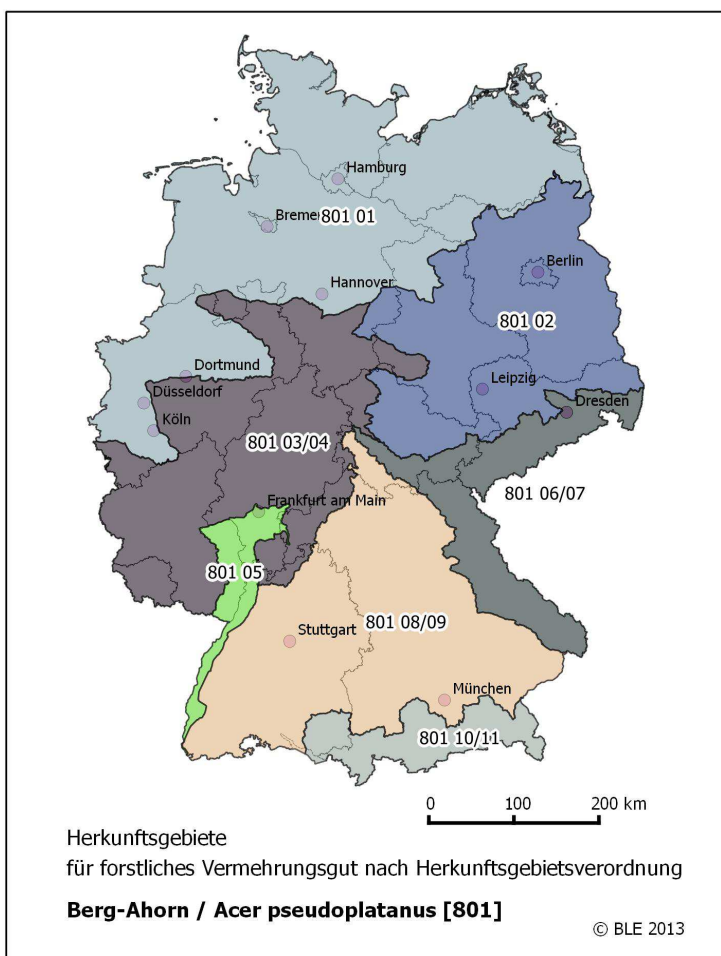 Hamburg
Bremen
801 01
Berlin
Hannover
801 02
Dortmund
Leipzig
Düsseldorf
Dresden
Köln
801 03/04
801 06/07
Frankfurt am Main
801 05
801 08/09
Stuttgart
München
801 10/11
0 100 200 km
Herkunftsgebiete
für forstliches Vermehrungsgut nach Herkunftsgebietsverordnung
Berg-Ahorn / Acer pseudoplatanus [801]
© BLE 2013